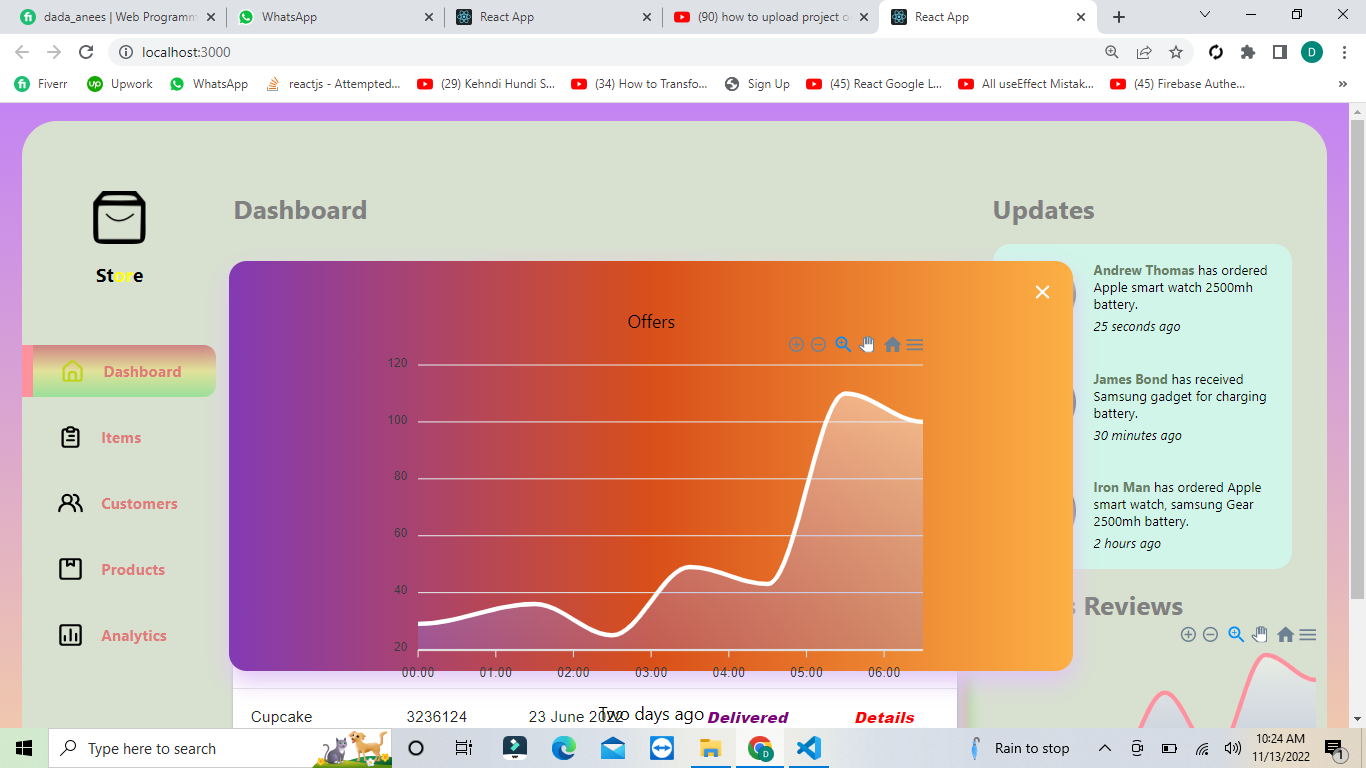 dada_anees | Web Programm
WhatsApp
React App
(90) how to upload project o
React App
localhost:3000
D
Fiverr
Upwork
WhatsApp
reactjs - Attempted...
(29) Kehndi Hundi S...
(34) How to Transfo...
Sign Up
(45) React Google L...
All useEffect Mistak...
(45) Firebase Authe...
»
Store
Dashboard
Items
Customers
Products
Analytics
Dashboard
Offers
120
100
80
60
40
20
00:00 01:00 02:00 03:00 04:00 05:00 06:00
Cupcake 3236124 23 June 2022 Delivered Details
Two days ago
Updates
Andrew Thomas has ordered
Apple smart watch 2500mh
battery.
25 seconds ago
James Bond has received
Samsung gadget for charging
battery.
30 minutes ago
Iron Man has ordered Apple
smart watch, samsung Gear
2500mh battery.
2 hours ago
Reviews
Type here to search
Rain to stop
10:24 AM
11/13/2022
1